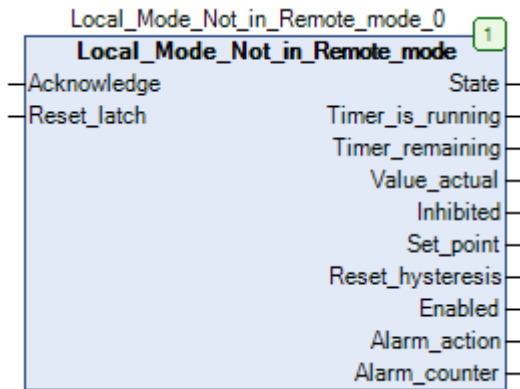 Local_Mode_Not_in_Remote_mode_0
1
Local_Mode_Not_in_Remote_mode
Acknowledge State
Reset_latch Timer_is_running
Timer_remaining
Value_actual
Inhibited
Set_point
Reset_hysteresis
Enabled
Alarm_action
Alarm_counter